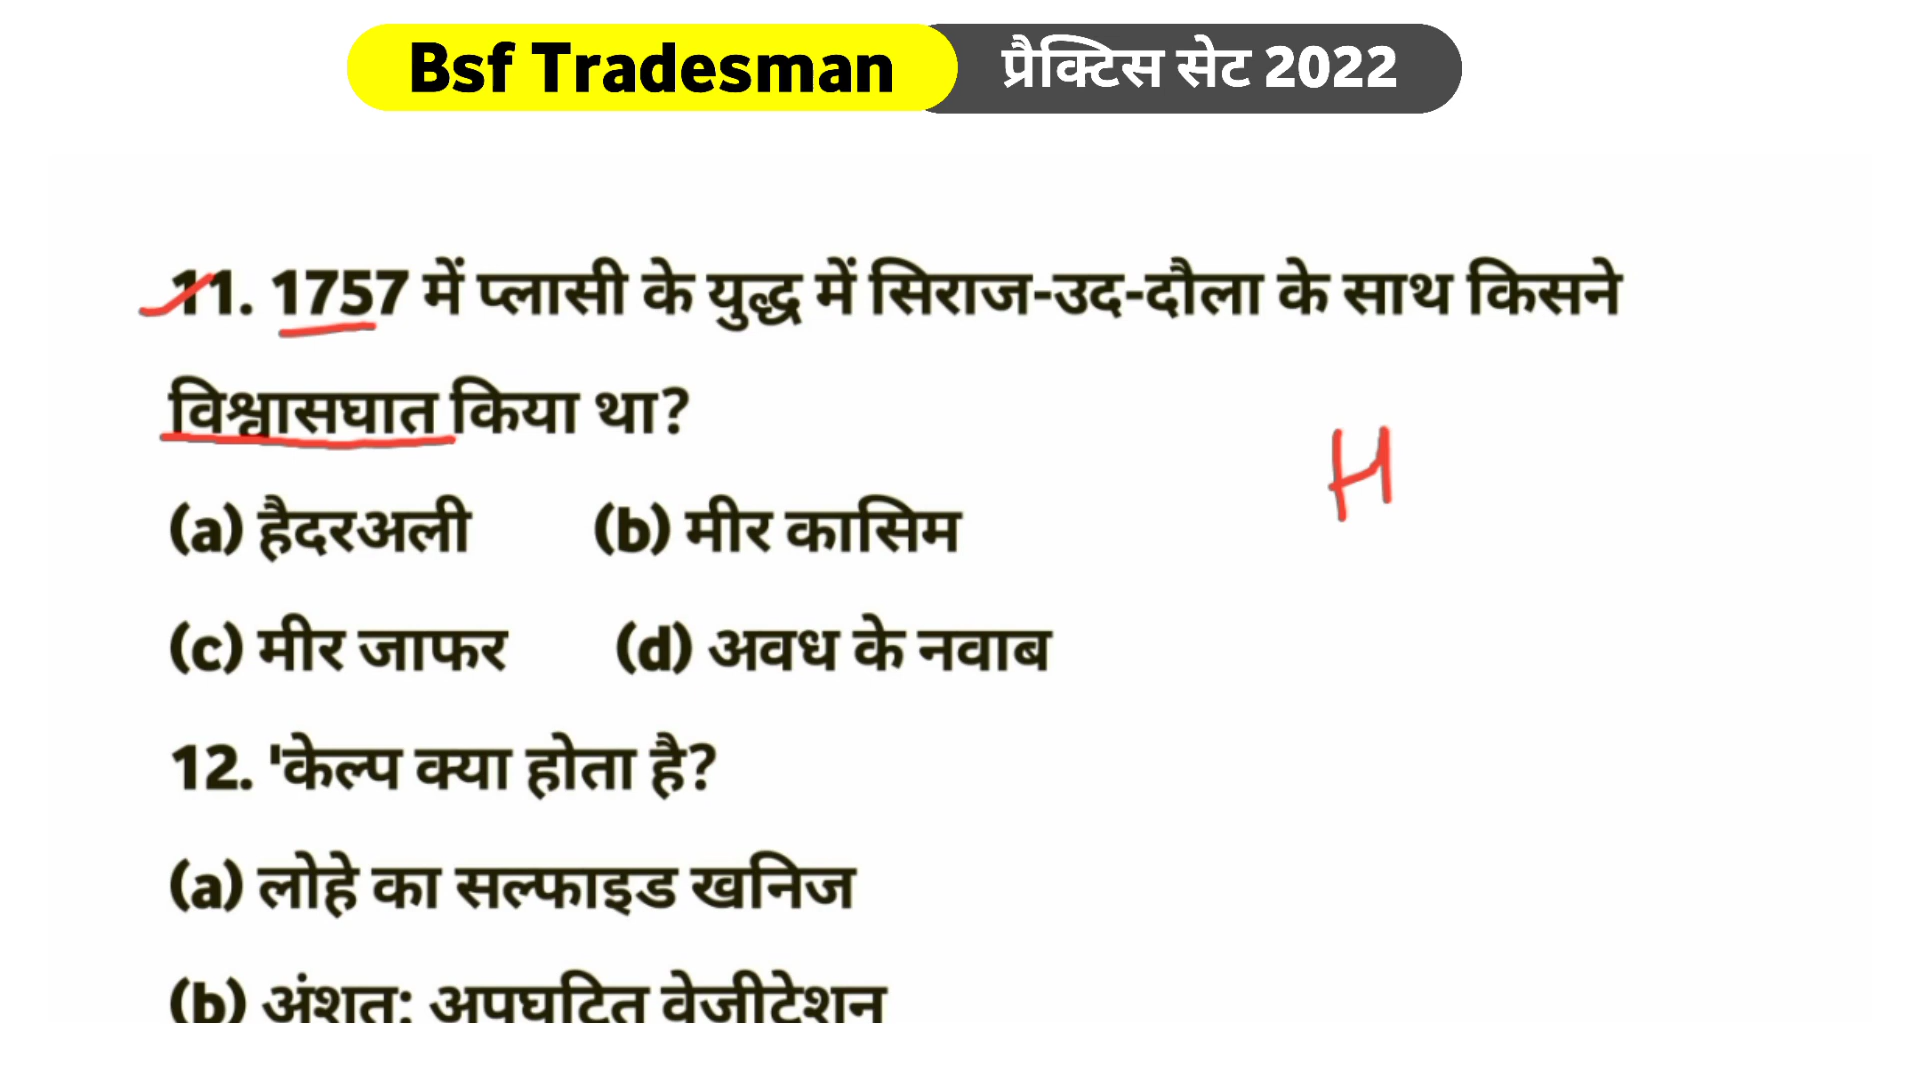 Bsf Tradesman प्रैक्टिस सेट 2022
11. 1757 में प्लासी के युद्ध में सिराज-उद-दौला के साथ किसने
विश्वासघात किया था?
(a) हैदरअली (b) मीर कासिम
(c) मीर जाफर (d) अवध के नवाब
12. 'केल्प क्या होता है?
(a) लोहे का सल्फाइड खनिज
(b) अंशत: अपघटित वेजीटेशन